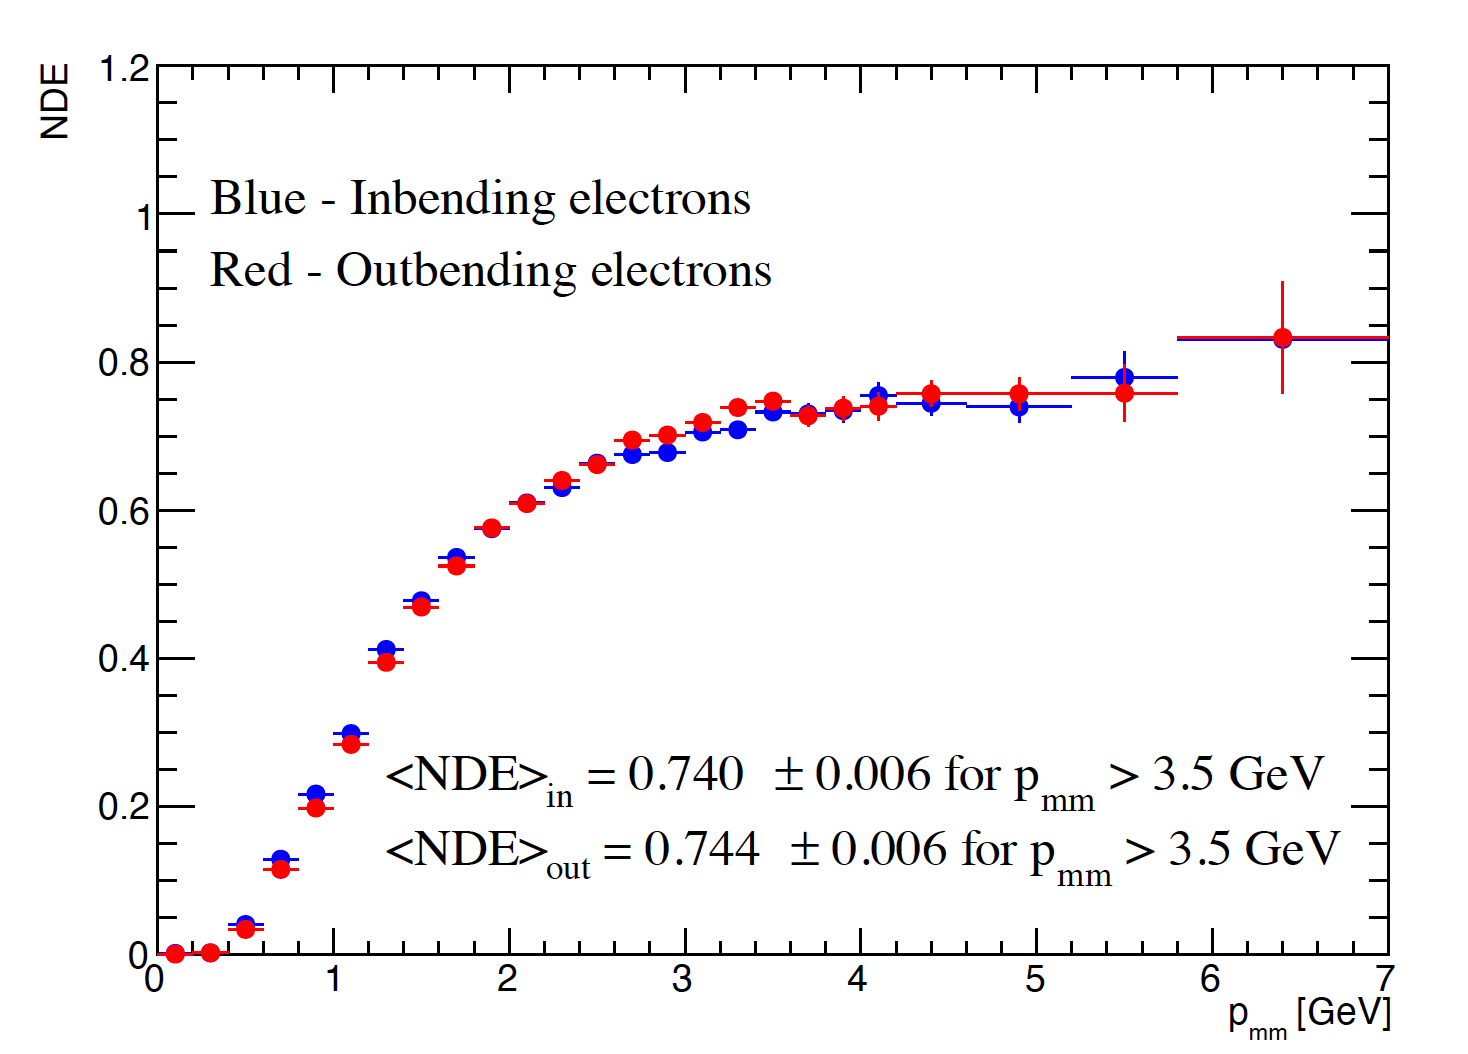 NDE
1.2
1
0.8
0.6
0.4
0.2
0
Blue - Inbending electrons
Red - Outbending electrons
<NDE>in = 0.740 ± 0.006 for pmm > 3.5 GeV
<NDE>out = 0.744 ± 0.006 for pmm > 3.5 GeV
0 1 2 3 4 5 6 7
pmm [GeV]